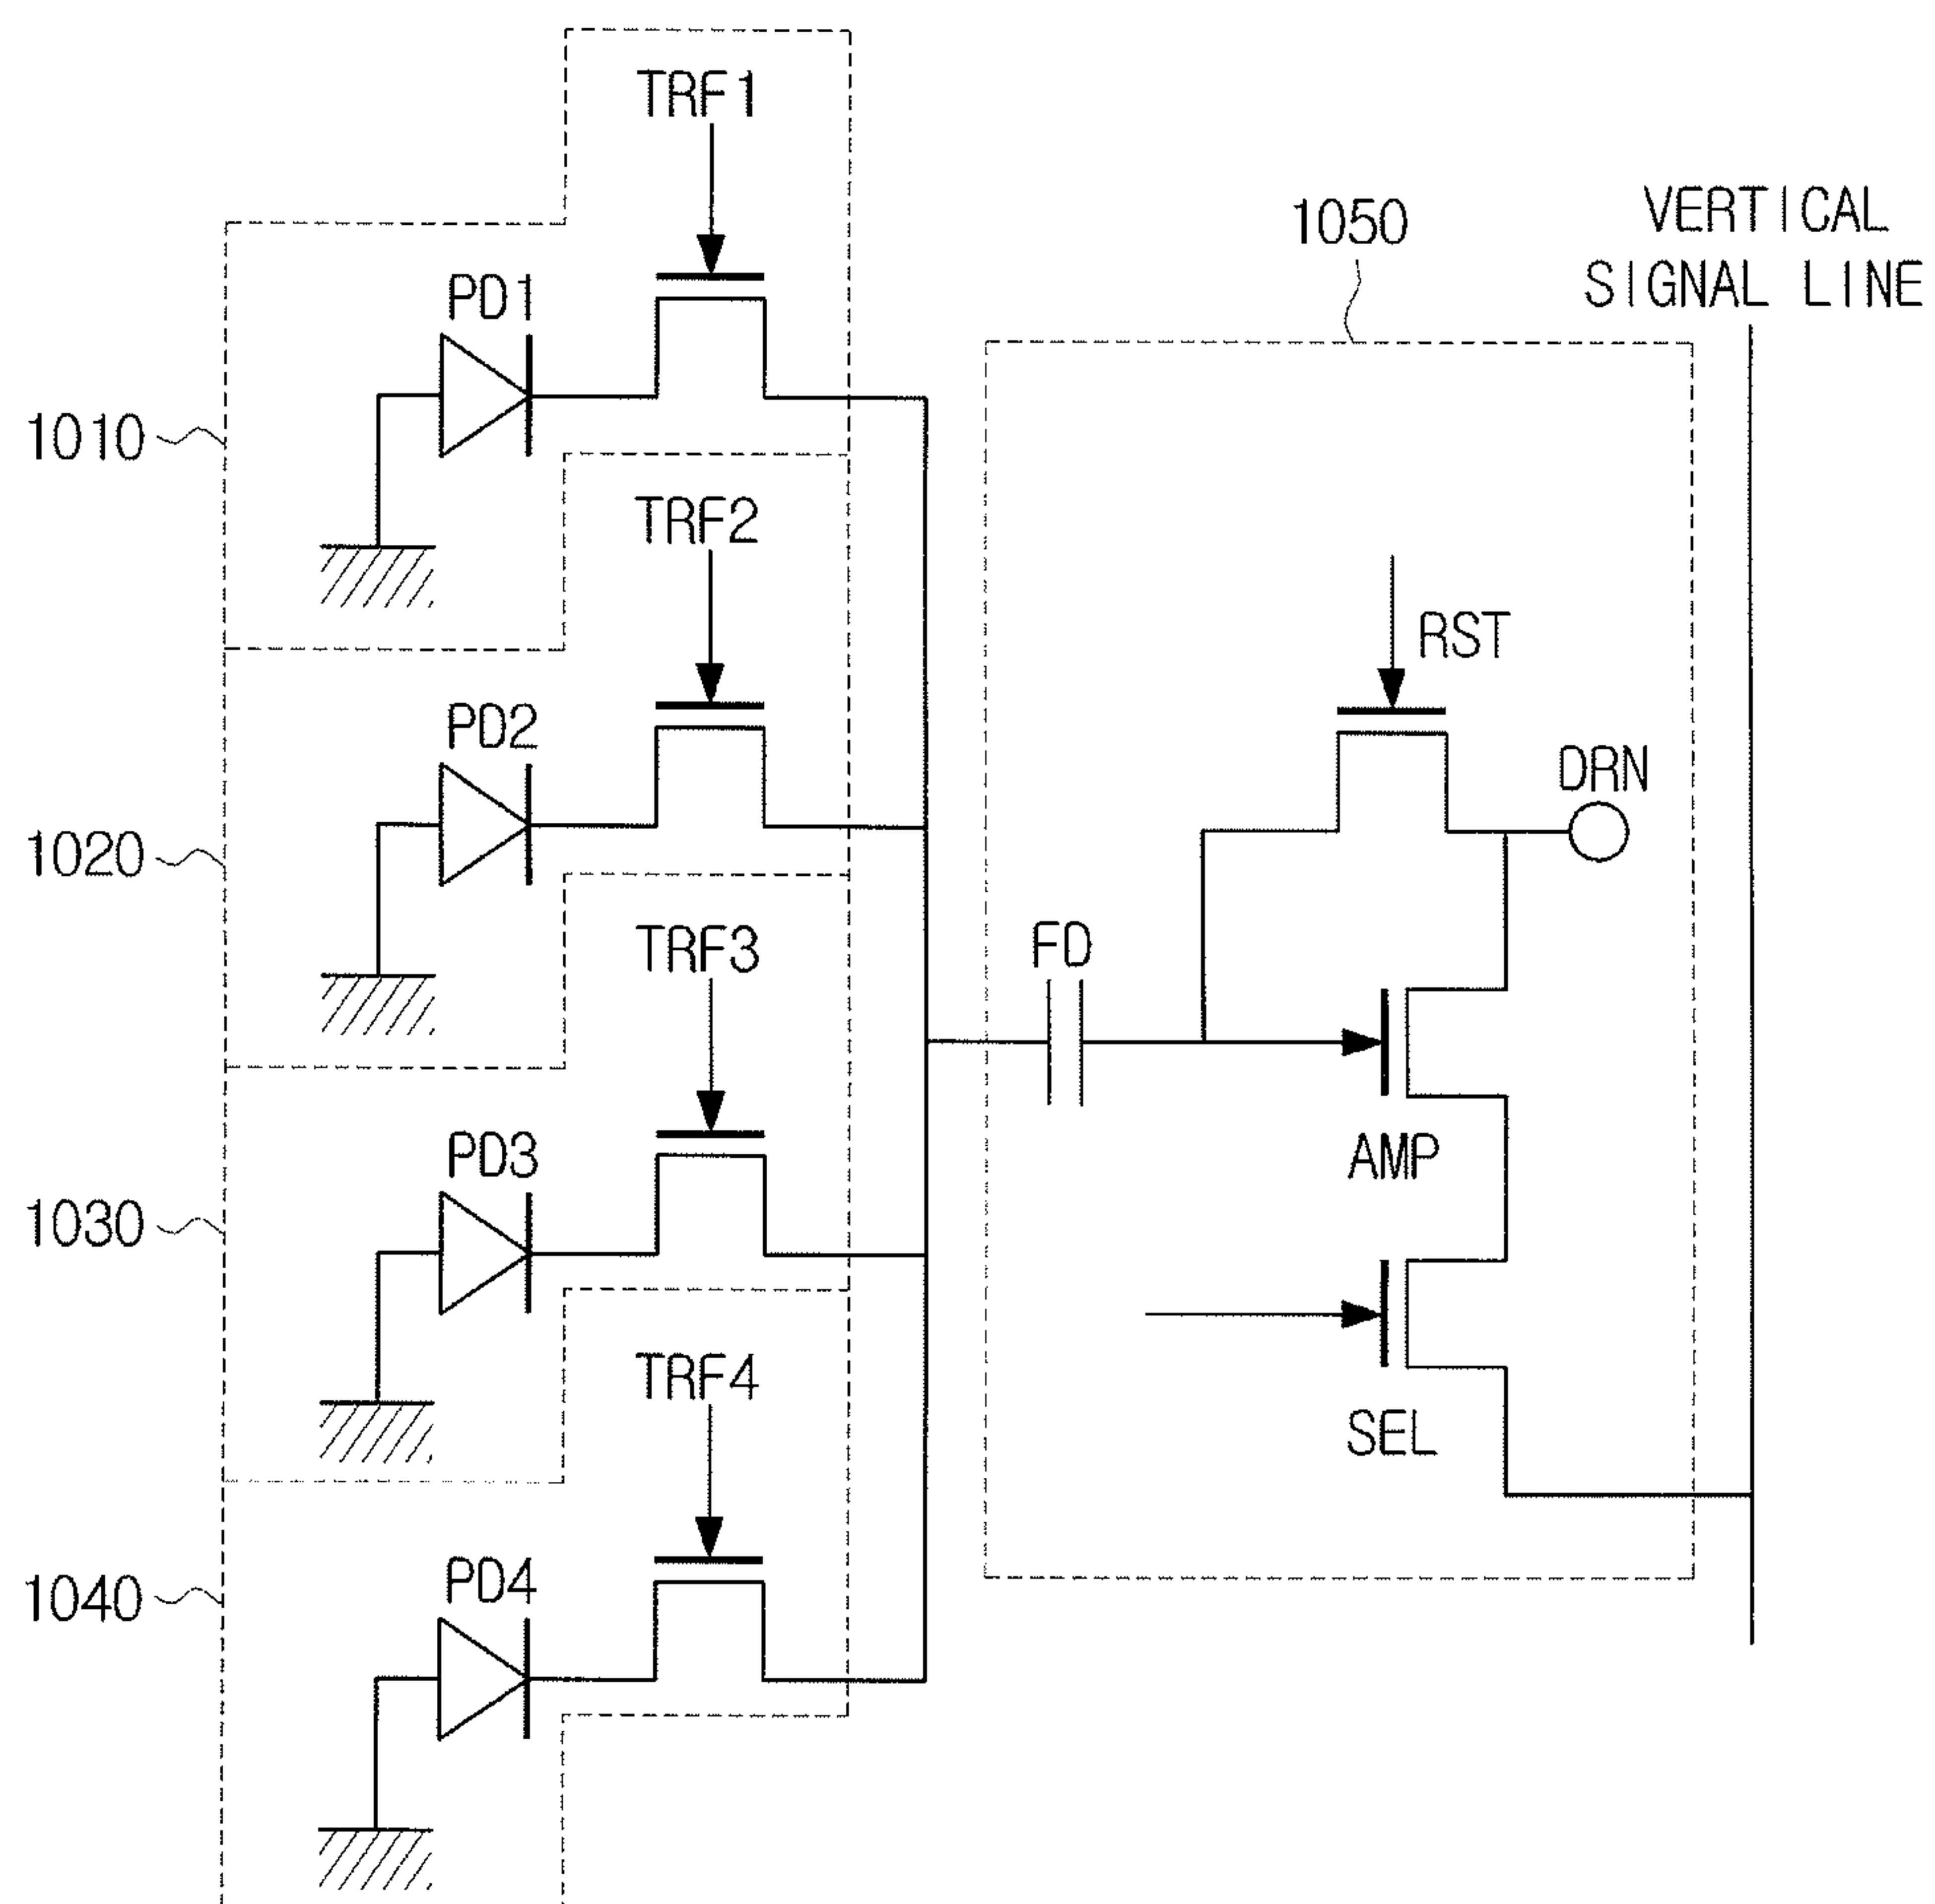 TRF1
VERTICAL
SIGNAL LINE
1050
PD1
1010
TRF2
RST
PD2
DRN
1020
TRF3
FD
PD3
AMP
1030
TRF4
SEL
PD4
1040